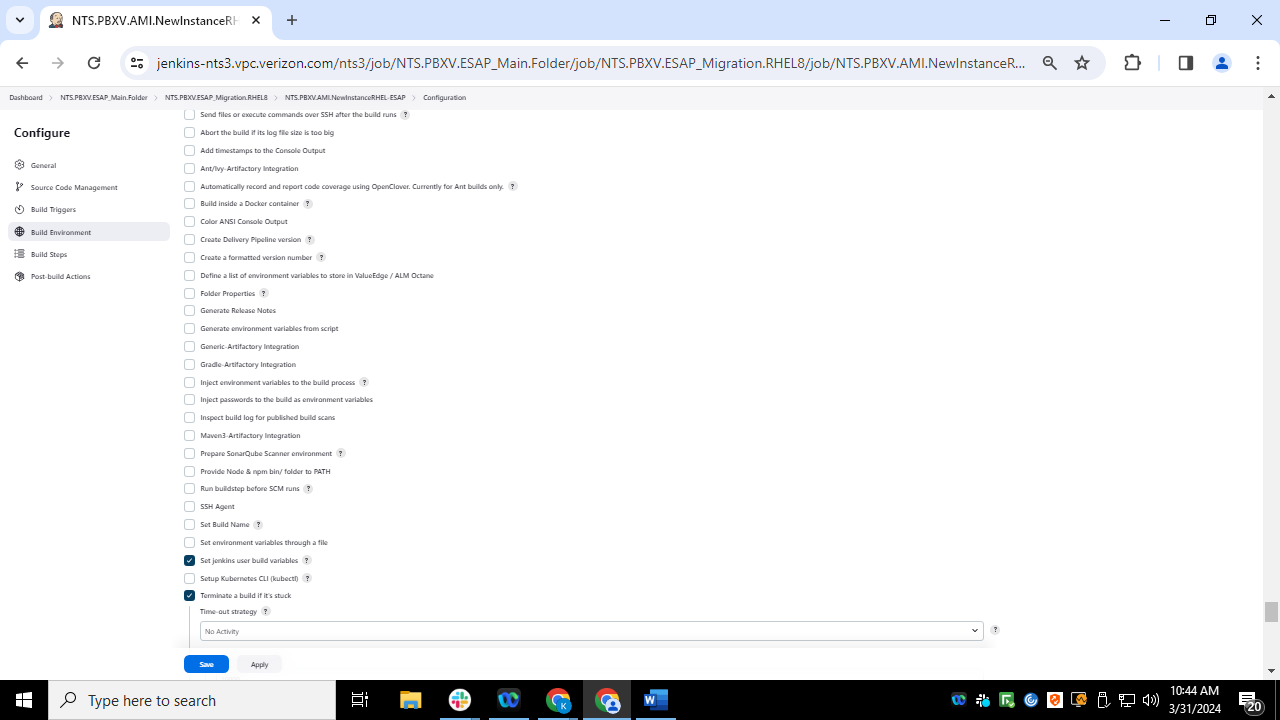 NTS.PBXV.AMI.NewInstanceRH
jenkins-nts3.vpc.verizon.com/nts3/job/NTS.PBXV.ESAP_Main.Folder/job/NTS.PBXV.ESAP_Migration.RHEL8/job/NTS.PBXV.AMI.NewInstanceR...
Dashboard > NTS.PBXV.ESAP_Main.Folder > NTS.PBXV.ESAP_Migration.RHEL8 > NTS.PBXV.AMI.NewInstanceRHEL-ESAP > Configuration
Configure
General
Source Code Management
Build Triggers
Build Environment
Build Steps
Post-build Actions
Send files or execute commands over SSH after the build runs ?
Abort the build if its log file size is too big
Add timestamps to the Console Output
Ant/Ivy-Artifactory Integration
Automatically record and report code coverage using OpenClover. Currently for Ant builds only. ?
Build inside a Docker container ?
Color ANSI Console Output
Create Delivery Pipeline version ?
Create a formatted version number ?
Define a list of environment variables to store in ValueEdge / ALM Octane
Folder Properties ?
Generate Release Notes
Generate environment variables from script
Generic-Artifactory Integration
Gradle-Artifactory Integration
Inject environment variables to the build process ?
Inject passwords to the build as environment variables
Inspect build log for published build scans
Maven3-Artifactory Integration
Prepare SonarQube Scanner environment ?
Provide Node & npm bin/ folder to PATH
Run buildstep before SCM runs ?
SSH Agent
Set Build Name ?
Set environment variables through a file
Set jenkins user build variables ?
Setup Kubernetes CLI (kubectl) ?
Terminate a build if it's stuck
Time-out strategy ?
No Activity ?
Save Apply
Type here to search
K
W
10:44 AM
3/31/2024
20